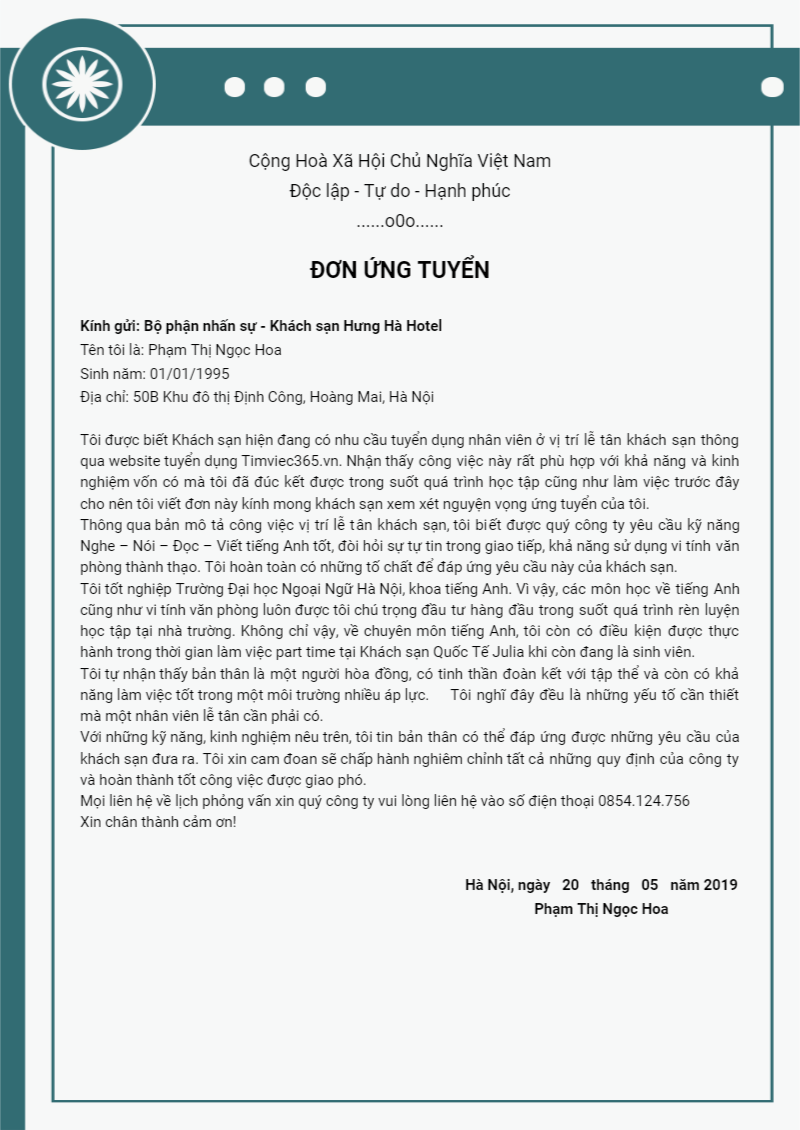 Cộng Hoà Xã Hội Chủ Nghĩa Việt Nam
Độc lập - Tự do - Hạnh phúc
......o0o......
ĐƠN ỨNG TUYỂN
Kính gửi: Bộ phận nhấn sự - Khách sạn Hưng Hà Hotel
Tên tôi là: Phạm Thị Ngọc Hoa
Sinh năm: 01/01/1995
Địa chỉ: 50B Khu đô thị Định Công, Hoàng Mai, Hà Nội
Tôi được biết Khách sạn hiện đang có nhu cầu tuyển dụng nhân viên ở vị trí lễ tân khách sạn thông
qua website tuyển dụng Timviec365.vn. Nhận thấy công việc này rất phù hợp với khả năng và kinh
nghiệm vốn có mà tôi đã đúc kết được trong suốt quá trình học tập cũng như làm việc trước đây
cho nên tôi viết đơn này kính mong khách sạn xem xét nguyện vọng ứng tuyển của tôi.
Thông qua bản mô tả công việc vị trí lễ tân khách sạn, tôi biết được quý công ty yêu cầu kỹ năng
Nghe – Nói – Đọc – Viết tiếng Anh tốt, đòi hỏi sự tự tin trong giao tiếp, khả năng sử dụng vi tính văn
phòng thành thạo. Tôi hoàn toàn có những tố chất để đáp ứng yêu cầu này của khách sạn.
Tôi tốt nghiệp Trường Đại học Ngoại Ngữ Hà Nội, khoa tiếng Anh. Vì vậy, các môn học về tiếng Anh
cũng như vi tính văn phòng luôn được tôi chú trọng đầu tư hàng đầu trong suốt quá trình rèn luyện
học tập tại nhà trường. Không chỉ vậy, về chuyên môn tiếng Anh, tôi còn có điều kiện được thực
hành trong thời gian làm việc part time tại Khách sạn Quốc Tế Julia khi còn đang là sinh viên.
Tôi tự nhận thấy bản thân là một người hòa đồng, có tinh thần đoàn kết với tập thể và còn có khả
năng làm việc tốt trong một môi trường nhiều áp lực. Tôi nghĩ đây đều là những yếu tố cần thiết
mà một nhân viên lễ tân cần phải có.
Với những kỹ năng, kinh nghiệm nêu trên, tôi tin bản thân có thể đáp ứng được những yêu cầu của
khách sạn đưa ra. Tôi xin cam đoan sẽ chấp hành nghiêm chỉnh tất cả những quy định của công ty
và hoàn thành tốt công việc được giao phó.
Mọi liên hệ về lịch phỏng vấn xin quý công ty vui lòng liên hệ vào số điện thoại 0854.124.756
Xin chân thành cảm ơn!
Hà Nội, ngày 20 tháng 05 năm 2019
Phạm Thị Ngọc Hoa